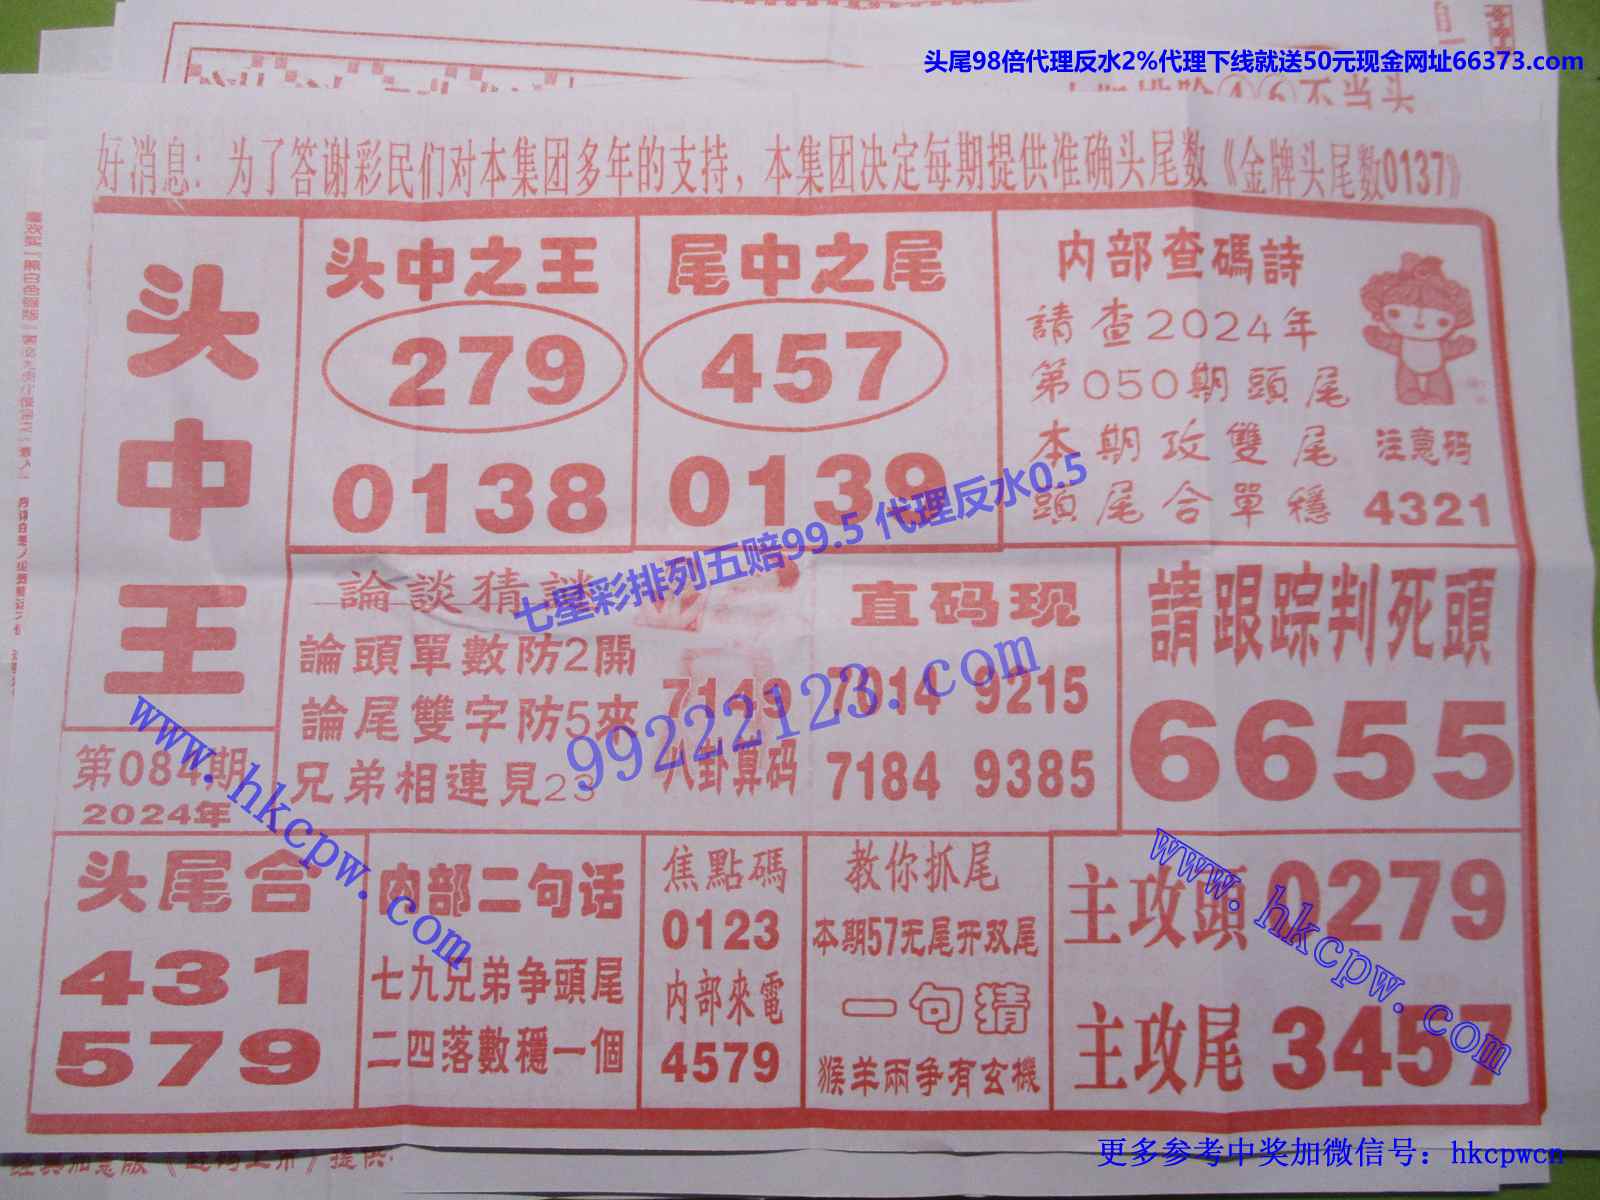 头尾98倍代理反水2%代理下线就送50元现金网址66373.com
不当头
好消息：为了答谢彩民们对本集团多年的支持，本集团决定每期提供准确头尾数《金牌头尾数0137》
头中王
第084期
2024年
头中之王
279
0138
尾中之尾
457
0139
内部查碼詩
請查2024年
第050期頭尾
本期攻雙尾
頭尾合單穩
注意码
4321
七星彩排列五赔99.5 代理反水0.5
論談猜謎
論頭單數防2開
論尾雙字防5來
兄弟相連見23
7149
八卦算码
直码现
7914 9215
7184 9385
99222123.com
請跟踪判死頭
6655
www.hkcpw.com
头尾合
431
579
内部二句话
七九兄弟争頭尾
二四落數穩一個
焦點碼
0123
内部來電
4579
教你抓尾
本期57无尾开双尾
一句猜
猴羊兩争有玄機
主攻頭 0279
主攻尾 3457
www.hkcpw.com
更多参考中奖加微信号：hkcpwcn